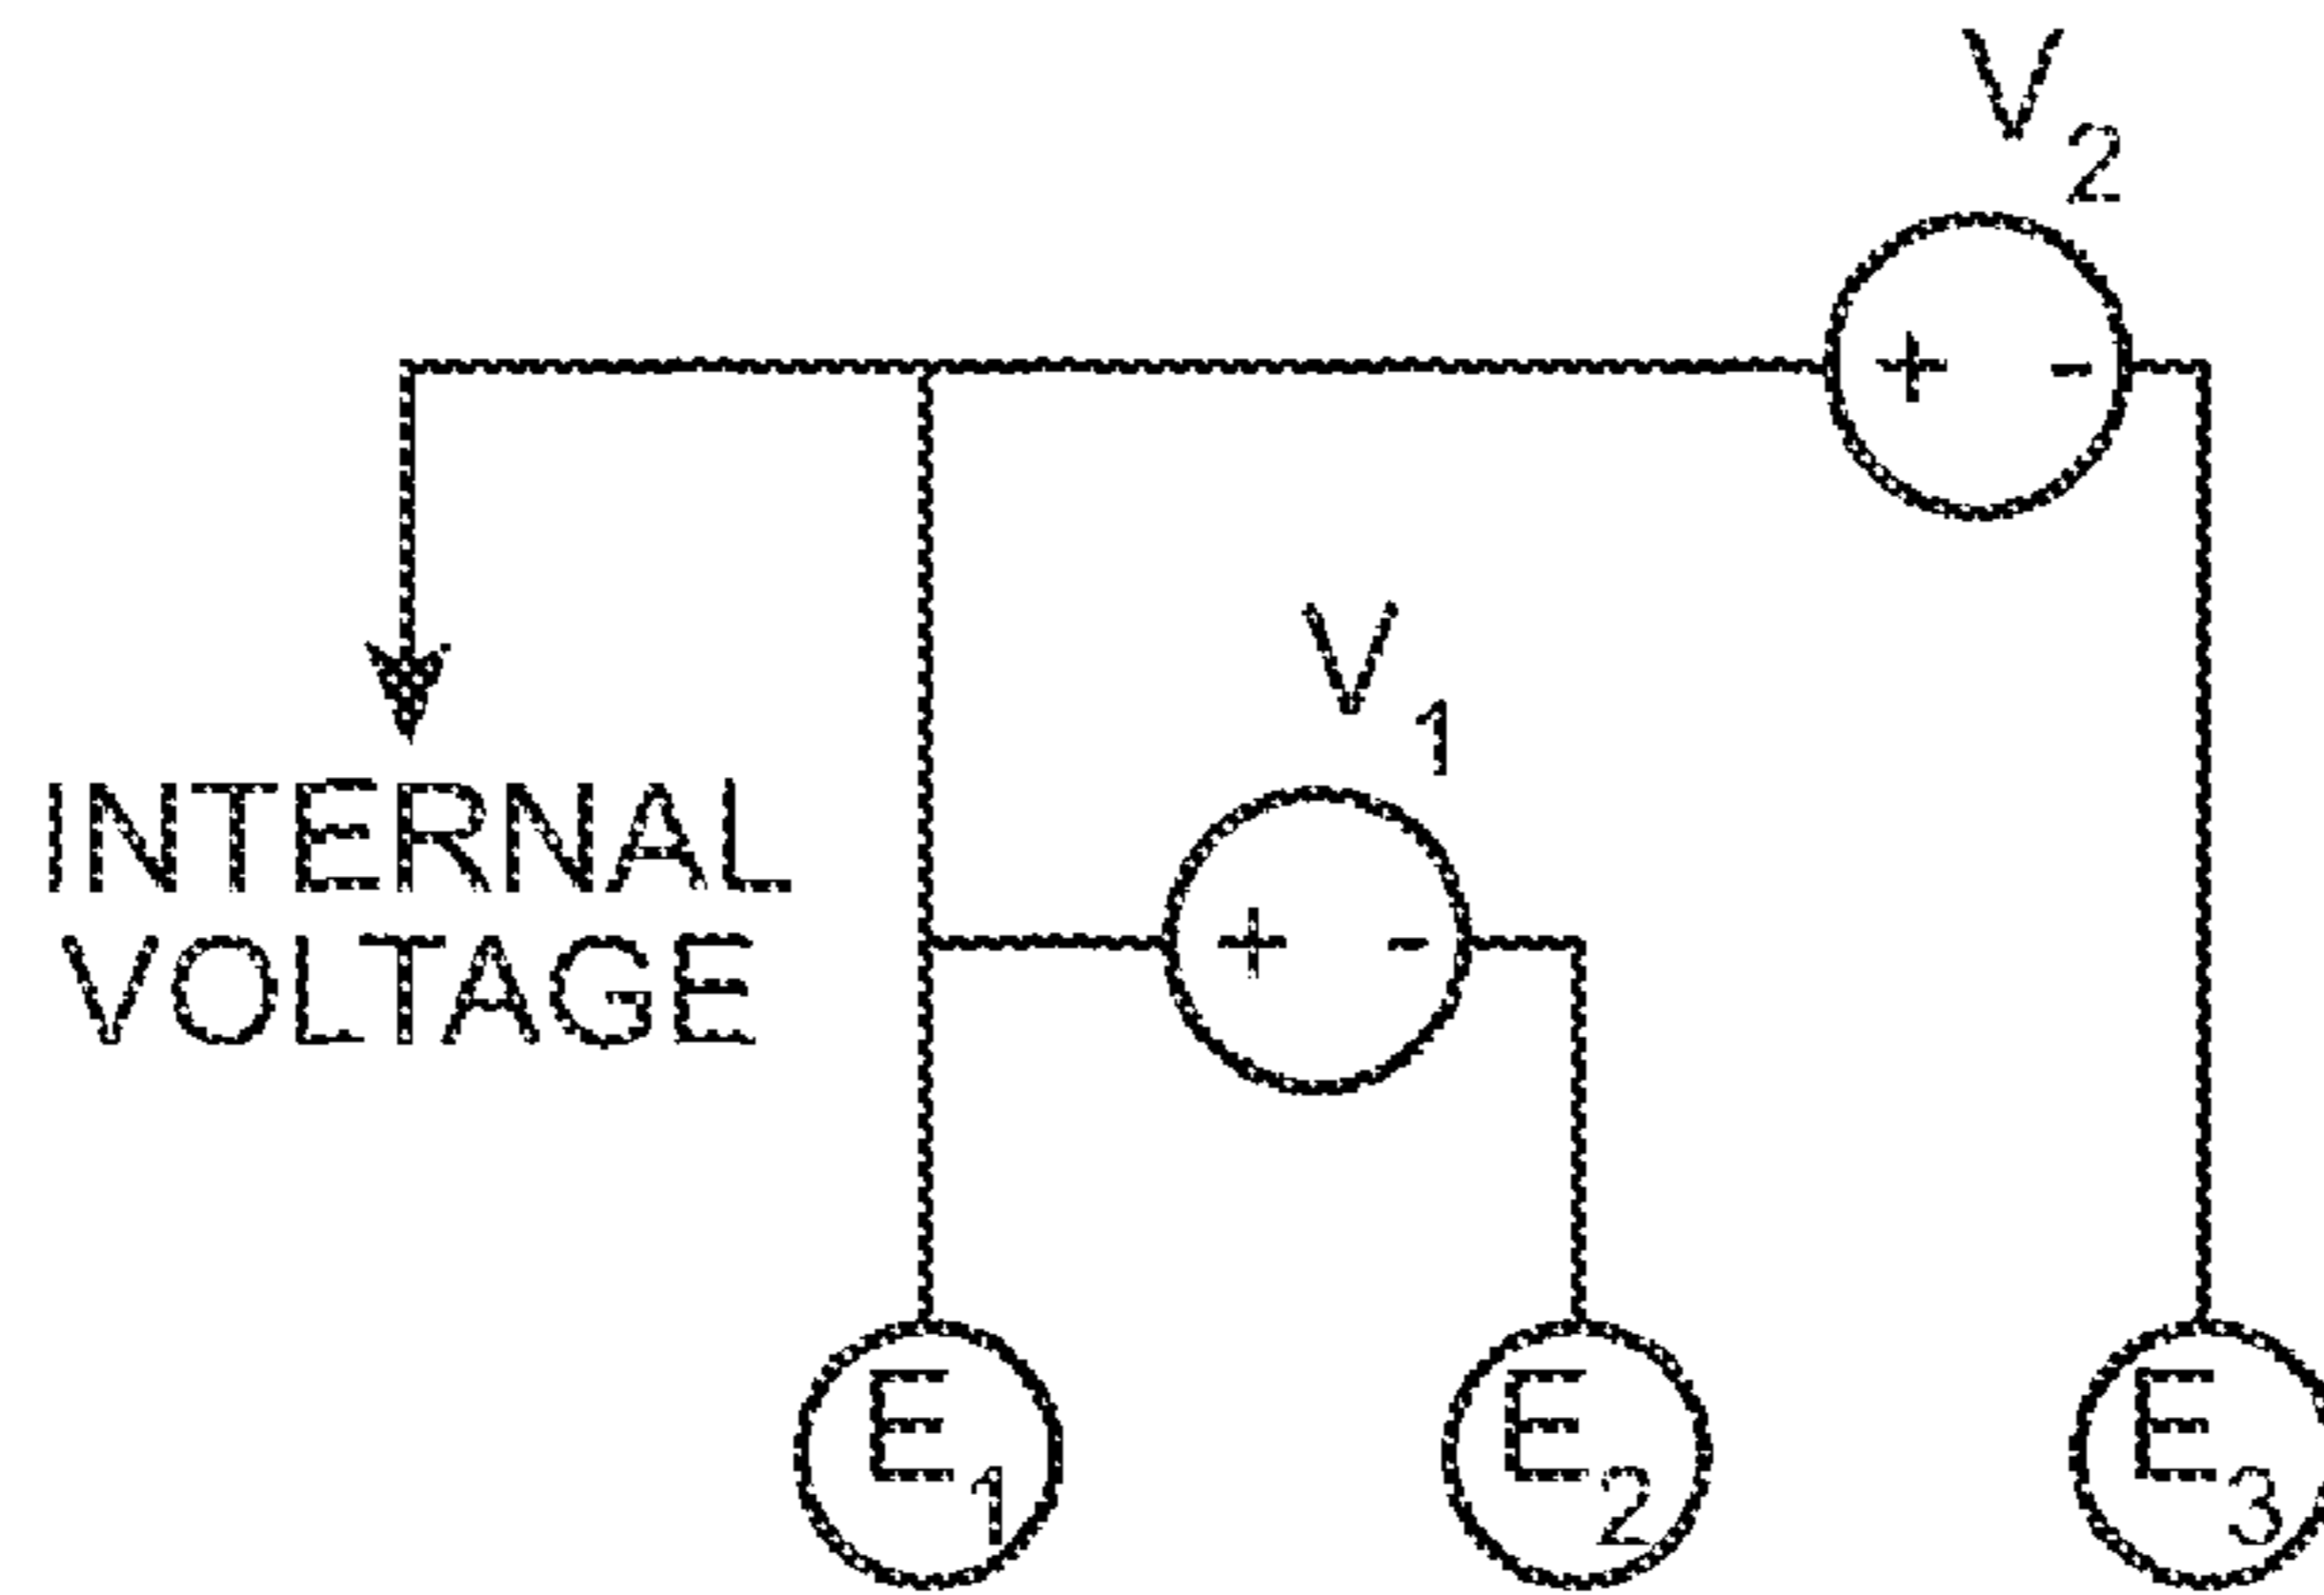 V2
+ -
V1
INTERNAL
VOLTAGE
+ -
E1 E2 E3